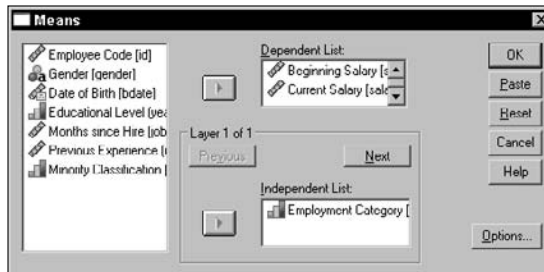 Means
Employee Code [id]
Gender [gender]
Date of Birth [bdate]
Educational Level (yea
Months since Hire [job
Previous Experience [
Minority Classification [
Dependent List:
Beginning Salary [s
Current Salary [sala
Layer 1 of 1
Previous
Next
Independent List:
Employment Category [
OK
Paste
Reset
Cancel
Help
Options...